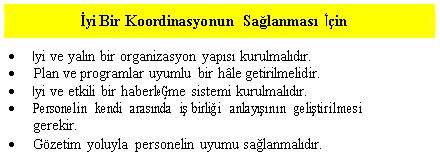 İyi Bir Koordinasyonun Sağlanması İçin
• İyi ve yalın bir organizasyon yapısı kurulmalıdır.
• Plan ve programlar uyumlu bir hâle getirilmelidir.
• İyi ve etkili bir haberleĢme sistemi kurulmalıdır.
• Personelin kendi arasında iş birliği anlayışının geliştirilmesi
gerekir.
• Gözetim yoluyla personelin uyumu sağlanmalıdır.